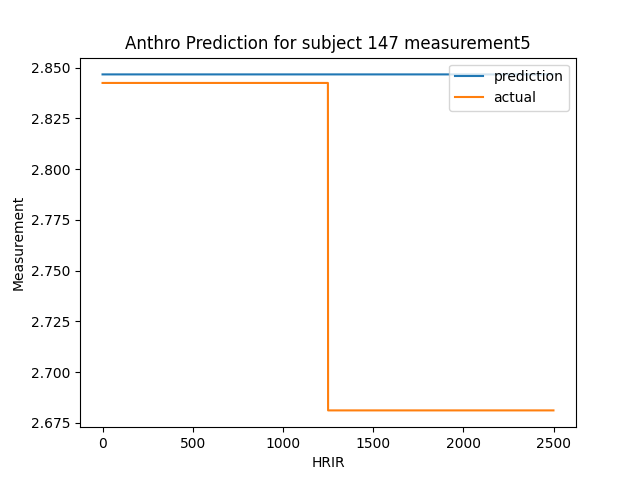 Anthro Prediction for subject 147 measurement5
prediction
actual
2.850
2.825
2.800
2.775
2.750
2.725
2.700
2.675
Measurement
0 500 1000 1500 2000 2500
HRIR